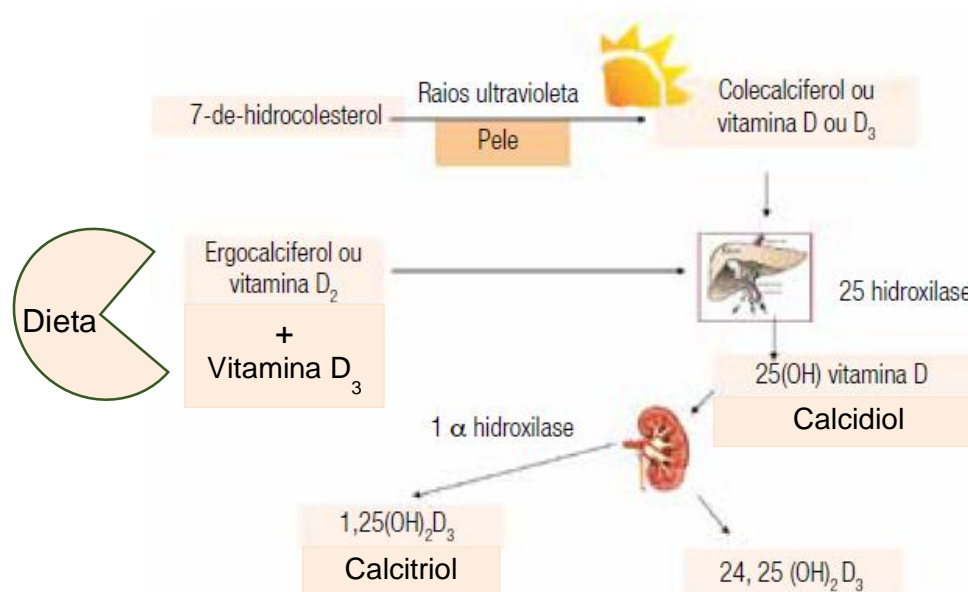 Raios ultravioleta
7-de-hidrocolesterol
Pele
Colecalciferol ou
vitamina D ou D₃
Dieta
Ergocalciferol ou
vitamina D₂
+
Vitamina D₃
25 hidroxilase
25(OH) vitamina D
Calcidiol
1 α hidroxilase
1,25(OH)₂D₃
Calcitriol
24, 25 (OH)₂ D₃